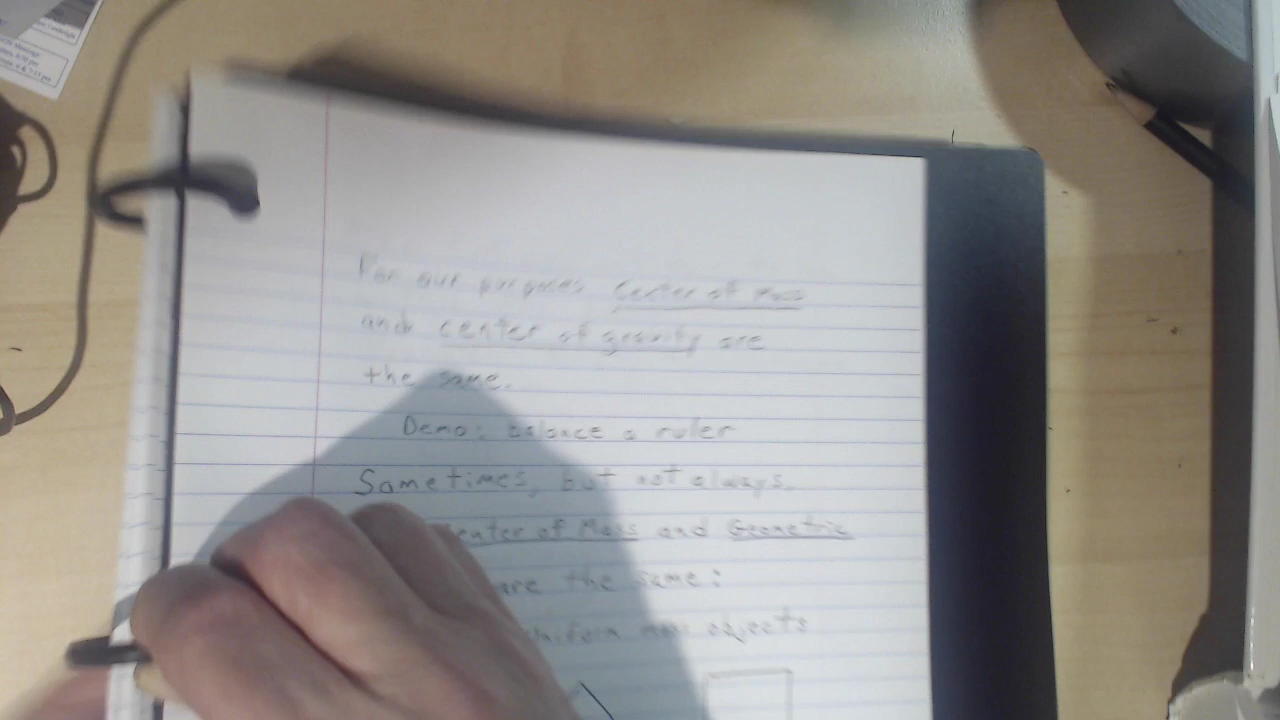 For our purposes Center of Mass
and center of gravity are
the same.
Demo: balance a ruler
Sometimes, but not always.
enter of Mass and Geometric
are the same:
uniform mass objects